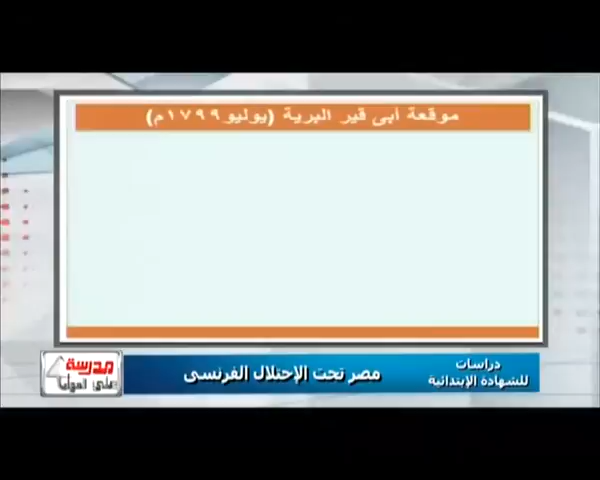 موقعة أبى قير البرية (يوليو ١٧٩٩م)
دراسات
للشهادة الإبتدائية
مصر تحت الإحتلال الفرنسى
مدرسة
على الهواء